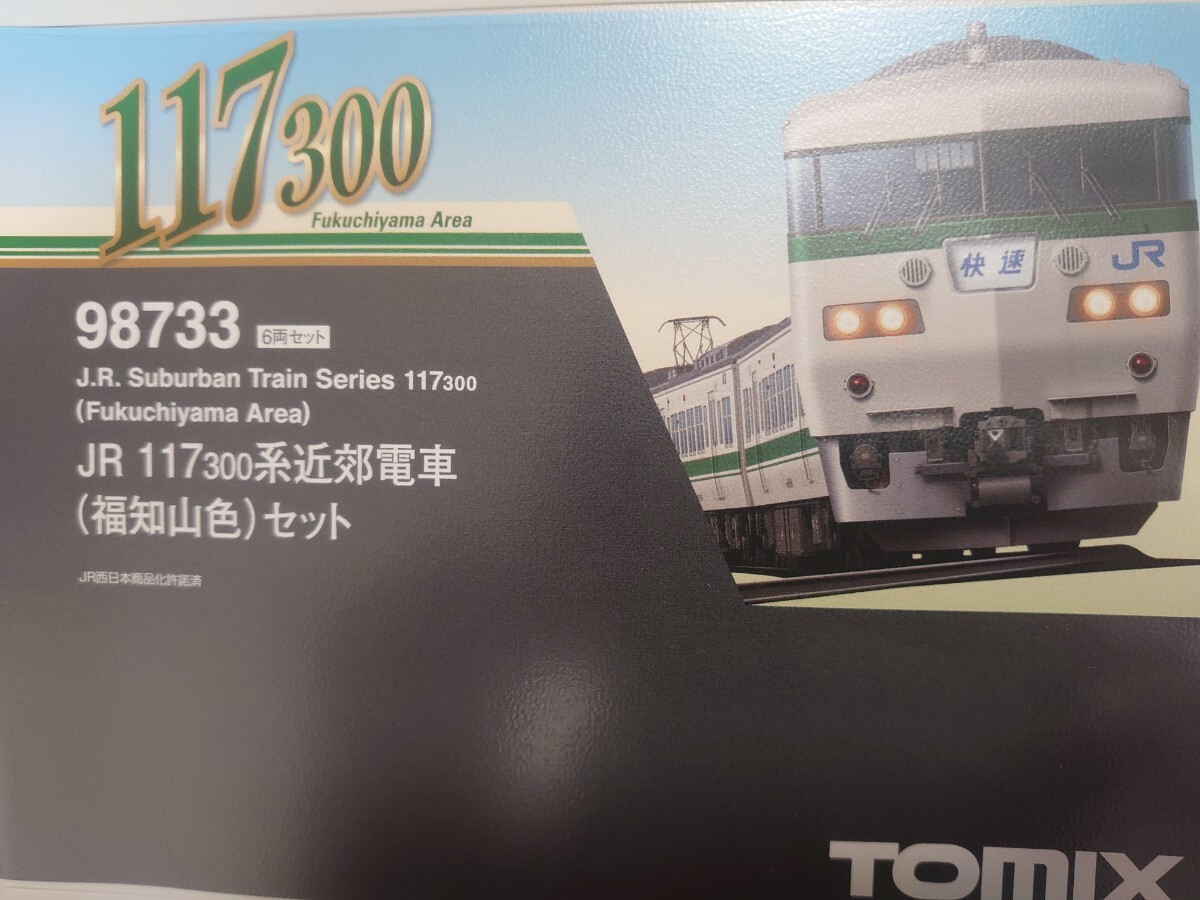 117300
Fukuchiyama Area
98733 6両セット
J.R. Suburban Train Series 117300
(Fukuchiyama Area)
JR 117300系近郊電車
(福知山色)セット
JR西日本商品化許諾済
快速
JR
TOMIX